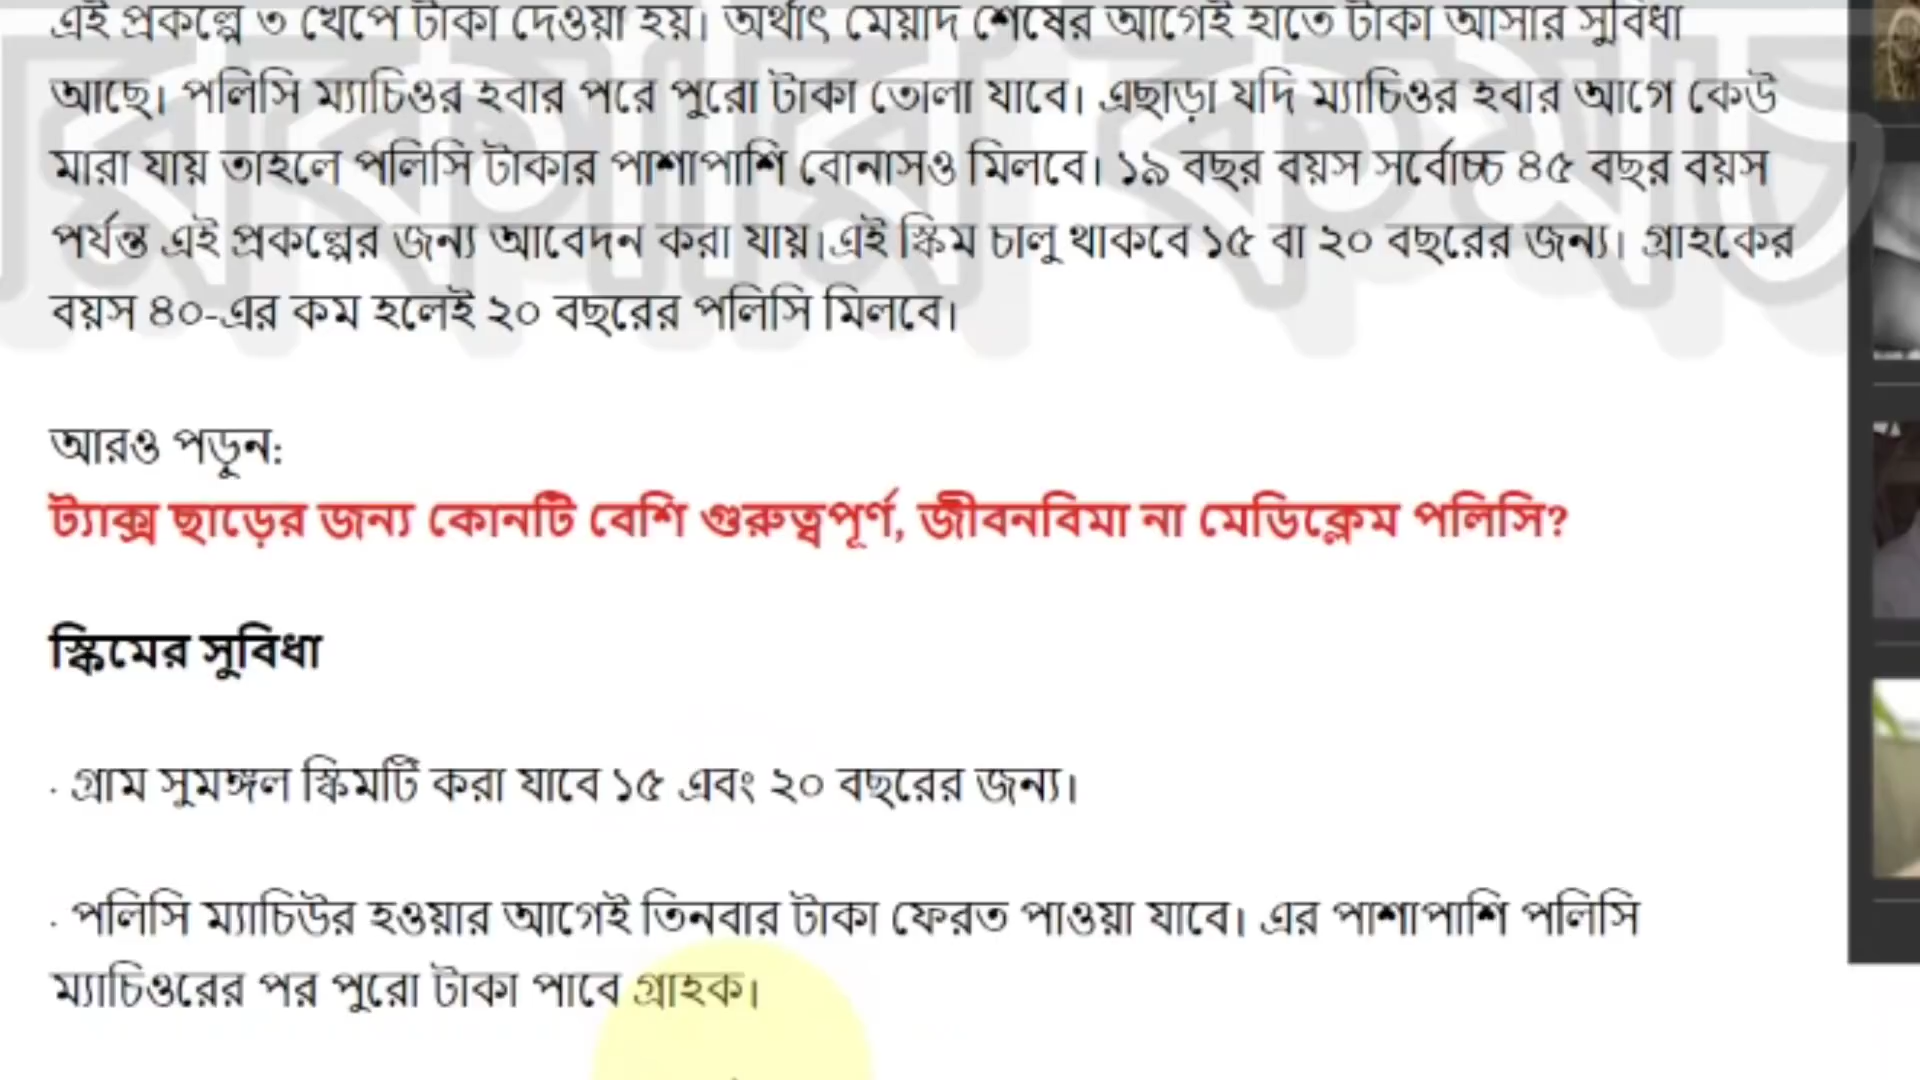 এই প্রকল্পে ৩ খেপে টাকা দেওয়া হয়। অর্থাৎ মেয়াদ শেষের আগেই হাতে টাকা আসার সুবিধা
আছে। পলিসি ম্যাচিওর হবার পরে পুরো টাকা তোলা যাবে। এছাড়া যদি ম্যাচিওর হবার আগে কেউ
মারা যায় তাহলে পলিসি টাকার পাশাপাশি বোনাসও মিলবে। ১৯ বছর বয়স সর্বোচ্চ ৪৫ বছর বয়স
পর্যন্ত এই প্রকল্পের জন্য আবেদন করা যায়।এই স্কিম চালু থাকবে ১৫ বা ২০ বছরের জন্য। গ্রাহকের
বয়স ৪০-এর কম হলেই ২০ বছরের পলিসি মিলবে।
আরও পড়ুন:
ট্যাক্স ছাড়ের জন্য কোনটি বেশি গুরুত্বপূর্ণ, জীবনবিমা না মেডিক্লেম পলিসি?
স্কিমের সুবিধা
· গ্রাম সুমঙ্গল স্কিমটি করা যাবে ১৫ এবং ২০ বছরের জন্য।
· পলিসি ম্যাচিউর হওয়ার আগেই তিনবার টাকা ফেরত পাওয়া যাবে। এর পাশাপাশি পলিসি
ম্যাচিওরের পর পুরো টাকা পাবে গ্রাহক।